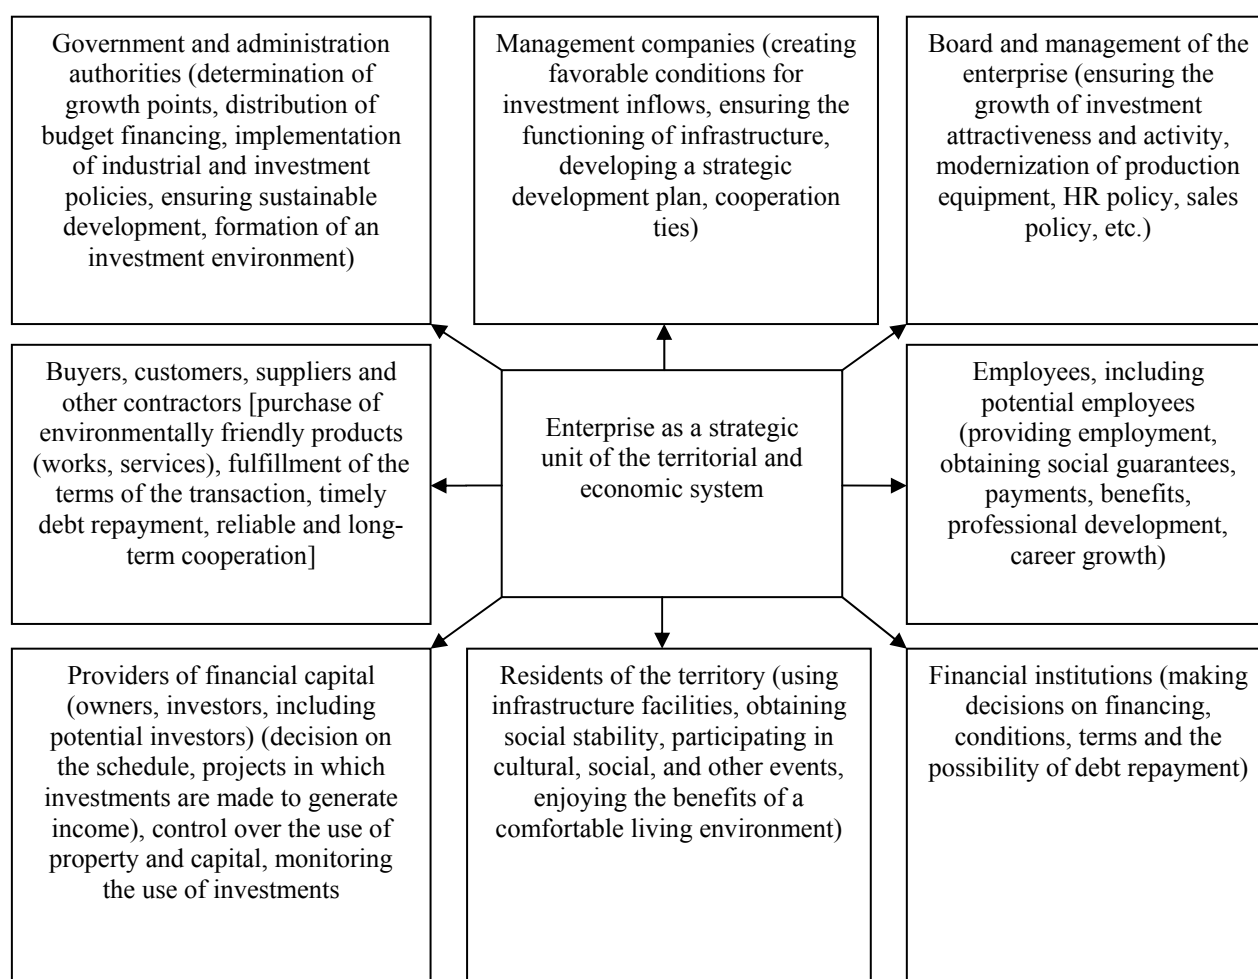 Government and administration
authorities (determination of
growth points, distribution of
budget financing, implementation
of industrial and investment
policies, ensuring sustainable
development, formation of an
investment environment)
Management companies (creating
favorable conditions for
investment inflows, ensuring the
functioning of infrastructure,
developing a strategic
development plan, cooperation
ties)
Board and management of the
enterprise (ensuring the
growth of investment
attractiveness and activity,
modernization of production
equipment, HR policy, sales
policy, etc.)
Buyers, customers, suppliers and
other contractors [purchase of
environmentally friendly products
(works, services), fulfillment of the
terms of the transaction, timely
debt repayment, reliable and long-
term cooperation]
Enterprise as a strategic
unit of the territorial and
economic system
Employees, including
potential employees
(providing employment,
obtaining social guarantees,
payments, benefits,
professional development,
career growth)
Providers of financial capital
(owners, investors, including
potential investors) (decision on
the schedule, projects in which
investments are made to generate
income), control over the use of
property and capital, monitoring
the use of investments
Residents of the territory (using
infrastructure facilities, obtaining
social stability, participating in
cultural, social, and other events,
enjoying the benefits of a
comfortable living environment)
Financial institutions (making
decisions on financing,
conditions, terms and the
possibility of debt repayment)